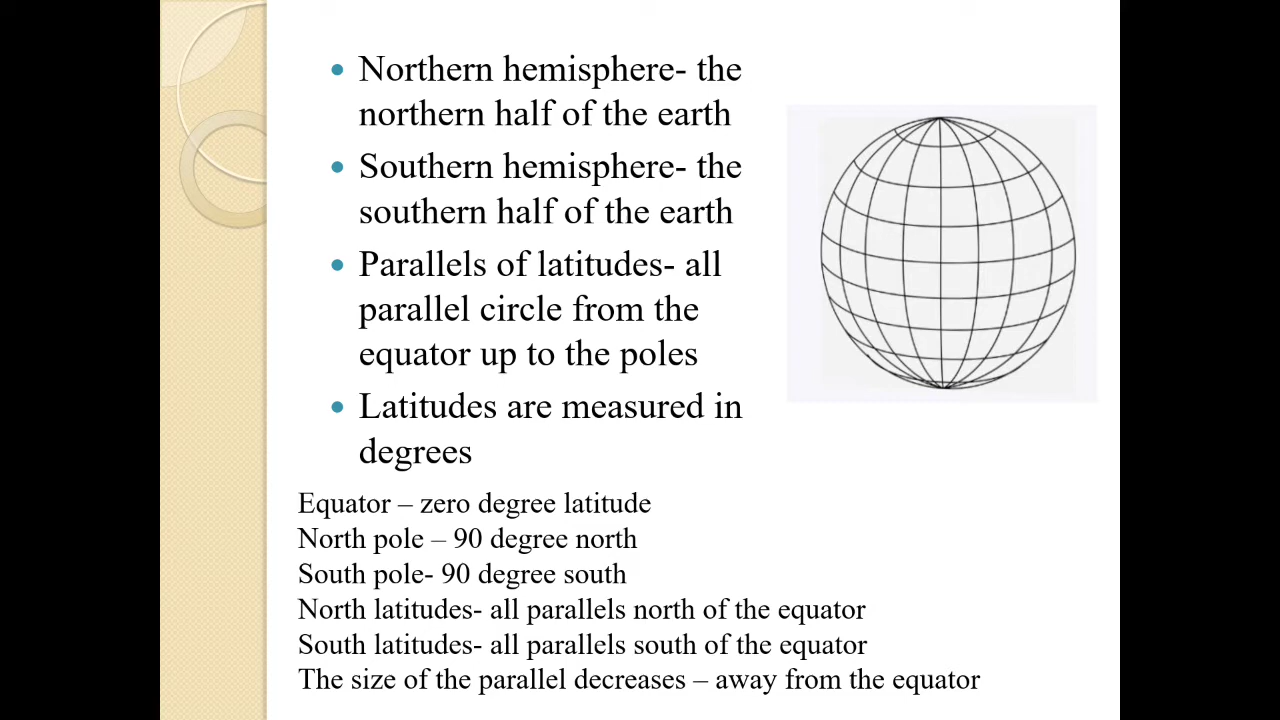 Northern hemisphere- the
northern half of the earth
Southern hemisphere- the
southern half of the earth
Parallels of latitudes- all
parallel circle from the
equator up to the poles
Latitudes are measured in
degrees
Equator – zero degree latitude
North pole – 90 degree north
South pole- 90 degree south
North latitudes- all parallels north of the equator
South latitudes- all parallels south of the equator
The size of the parallel decreases – away from the equator